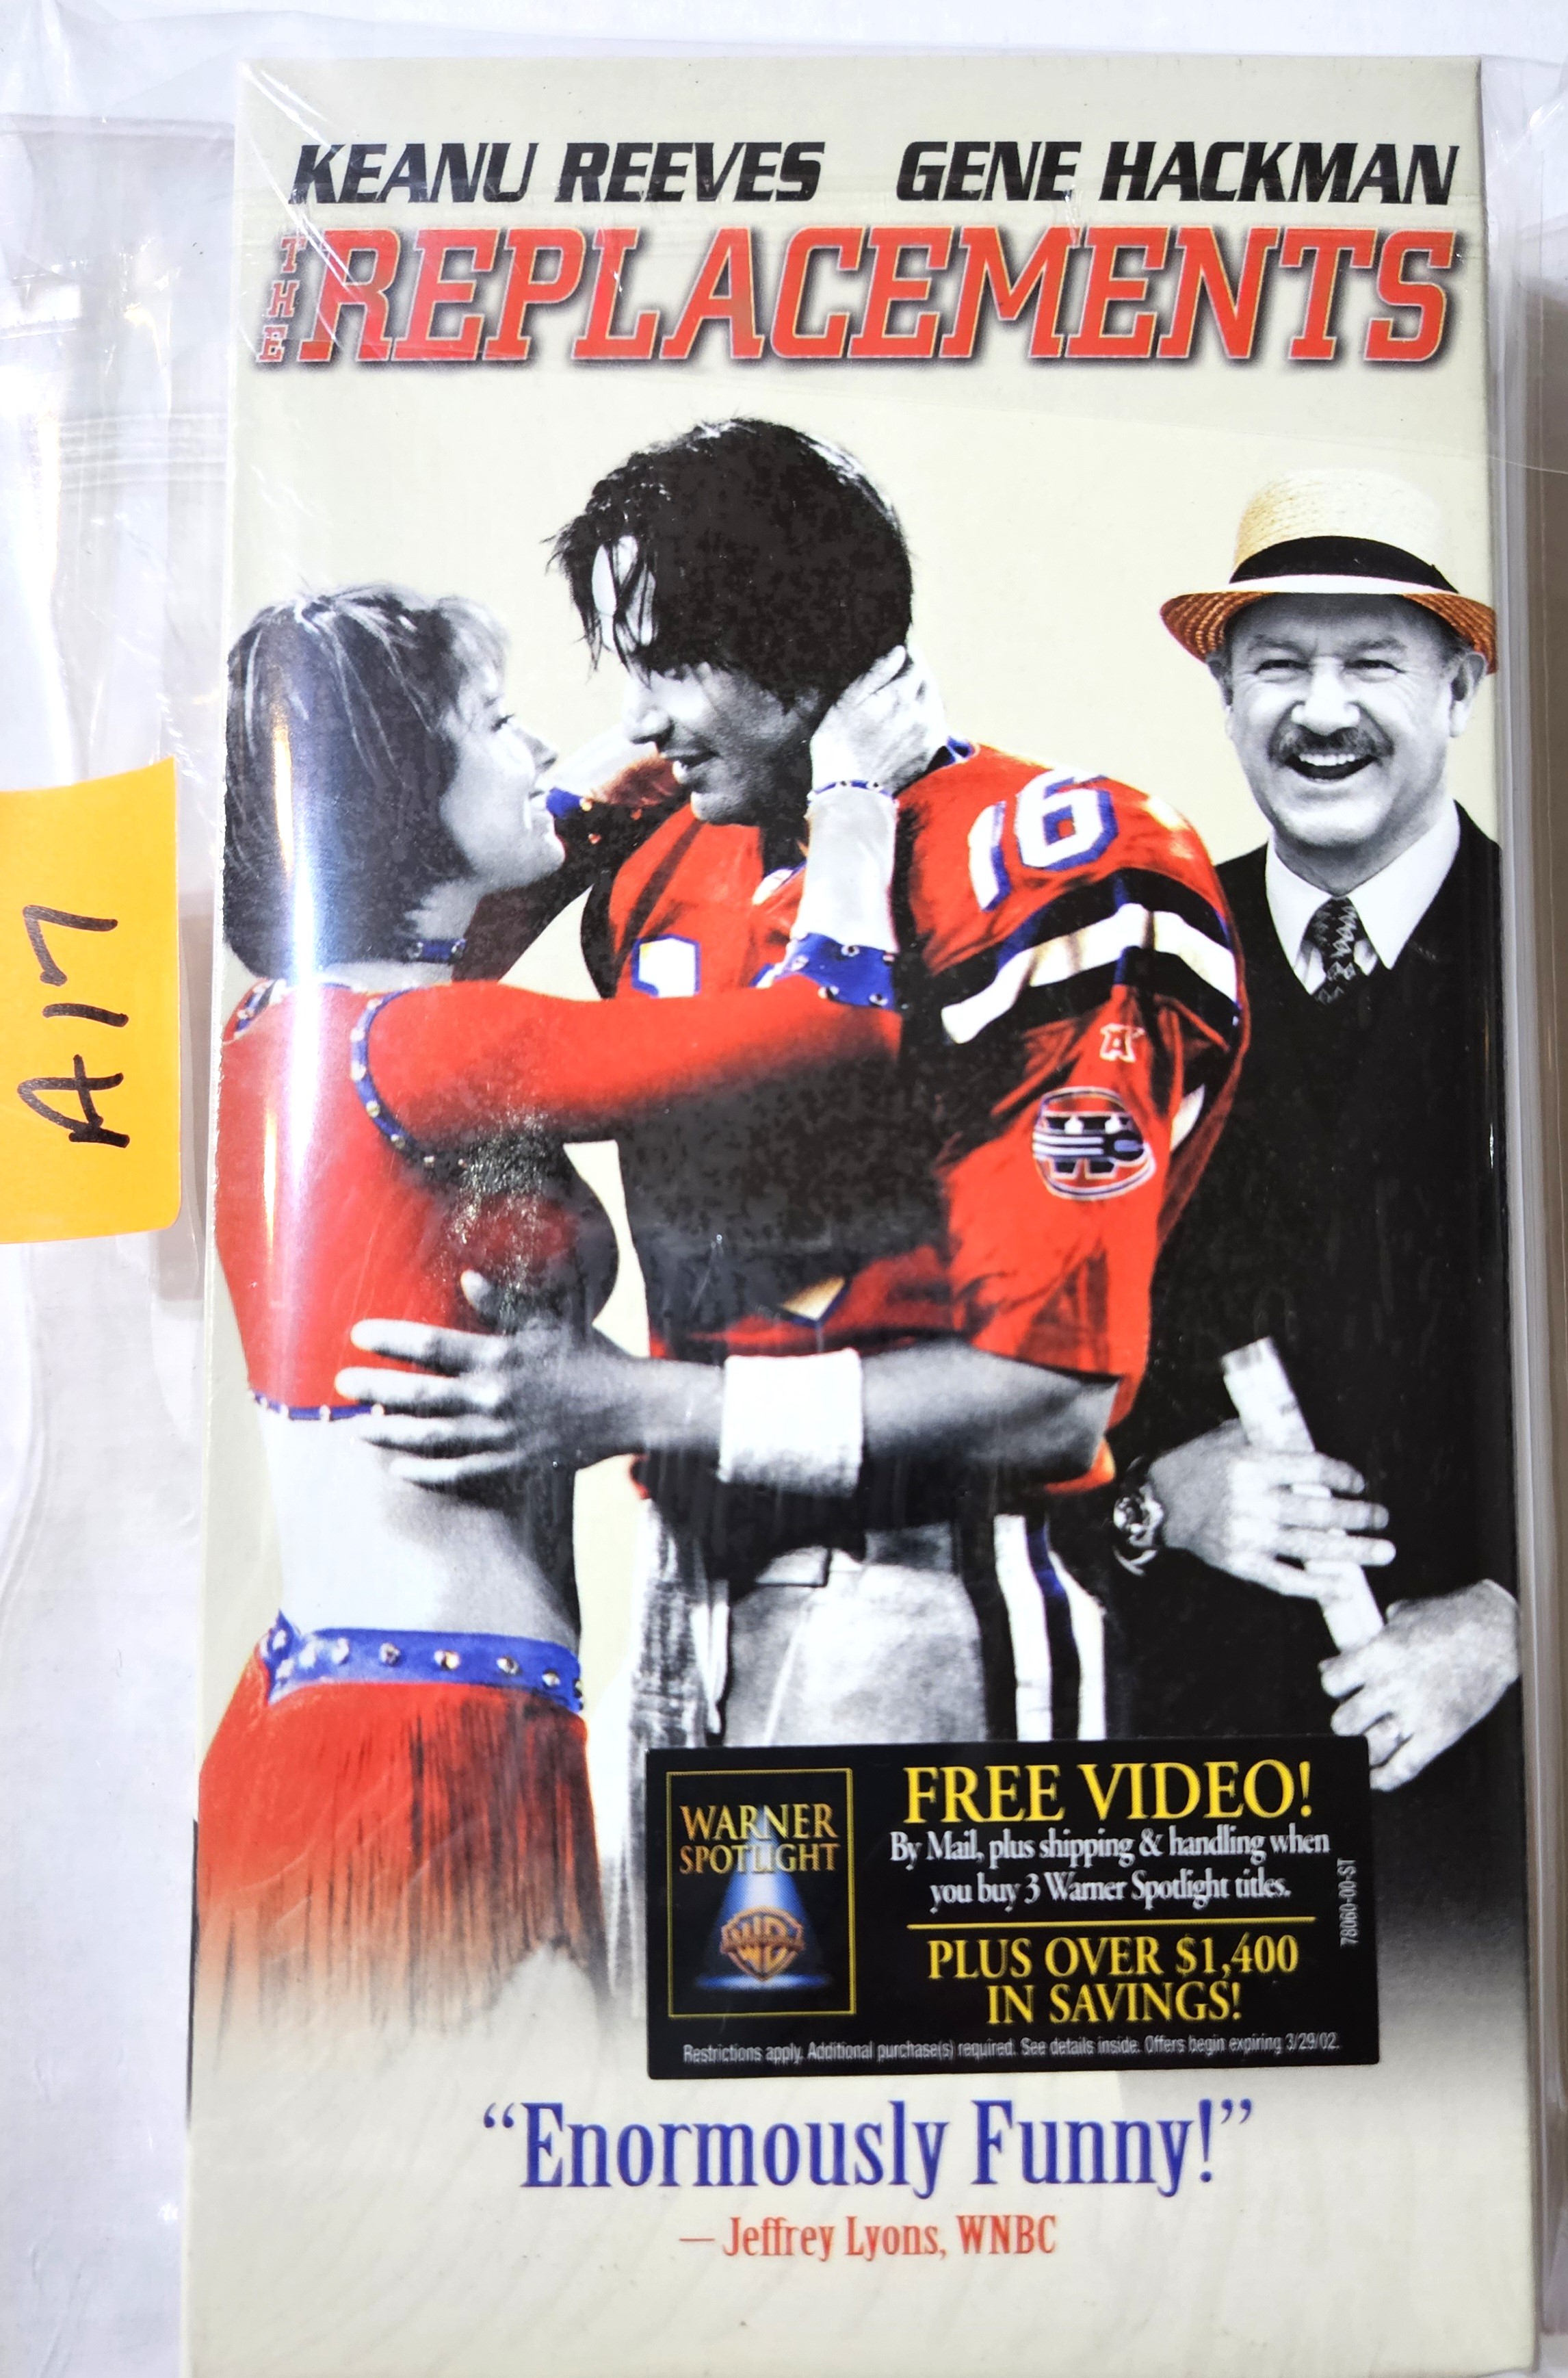 KEANU REEVES GENE HACKMAN
THE REPLACEMENTS
16
A
A17
WARNER
SPOTLIGHT
WB
FREE VIDEO!
By Mail, plus shipping & handling when
you buy 3 Warner Spotlight titles.
PLUS OVER $1,400
IN SAVINGS!
78060-00-ST
Restrictions apply. Additional purchase(s) required. See details inside. Offers begin expiring 3/29/02.
“Enormously Funny!”
— Jeffrey Lyons, WNBC